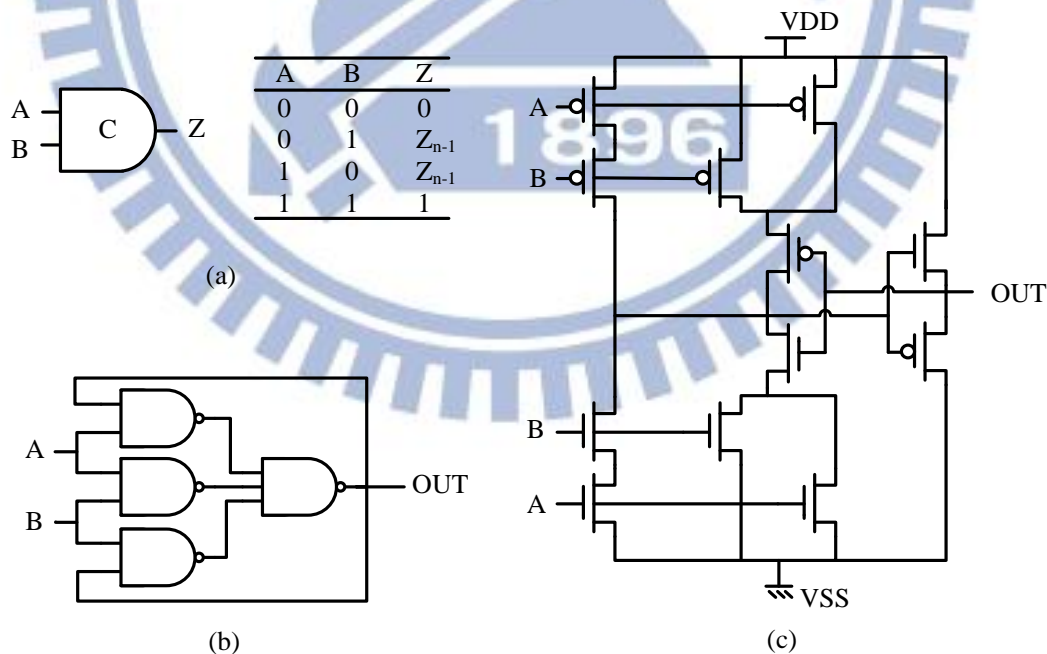 VDD
A B Z
0 0 0
0 1 Zn-1
1 0 Zn-1
1 1 1
A
B
C
Z
(a)
1896
A
B
OUT
B
A
VSS
(c)
A
B
OUT
(b)